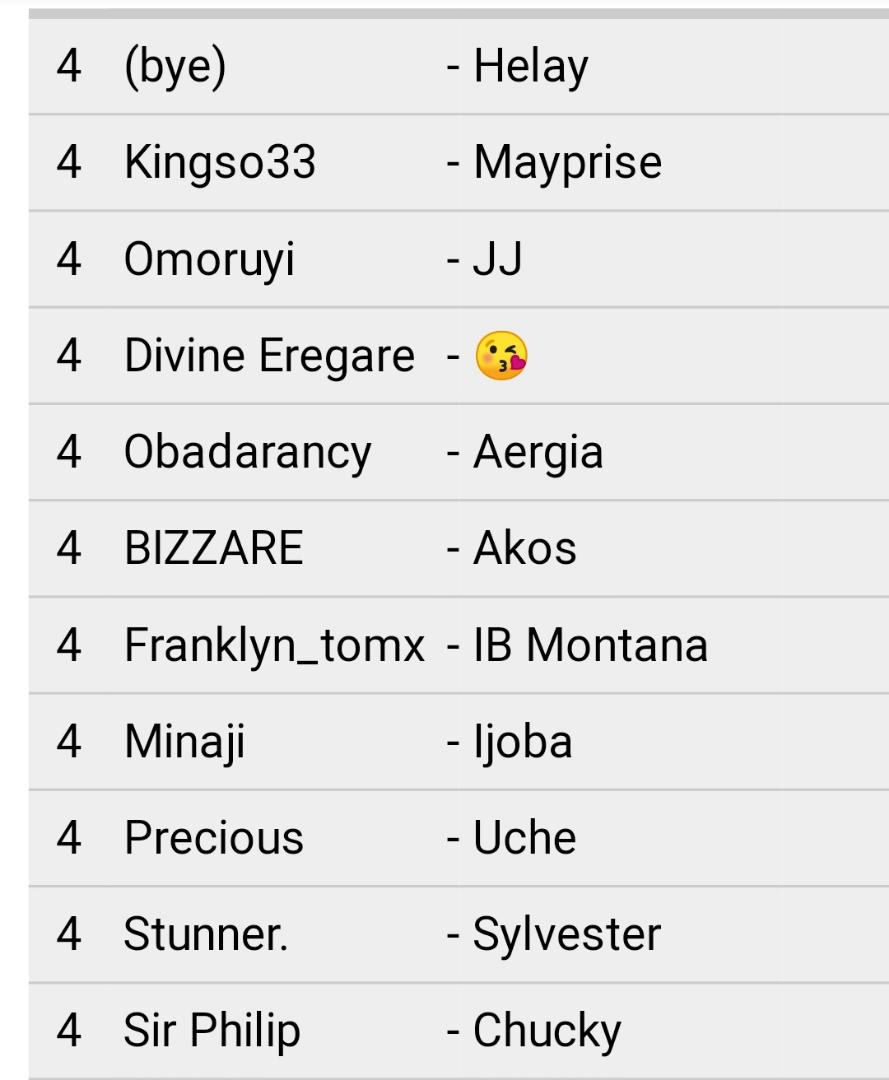 4 (bye) - Helay
4 Kingso33 - Mayprise
4 Omoruyi - JJ
4 Divine Eregare - 😘
4 Obadarancy - Aergia
4 BIZZARE - Akos
4 Franklyn_tomx - IB Montana
4 Minaji - Ijoba
4 Precious - Uche
4 Stunner. - Sylvester
4 Sir Philip - Chucky